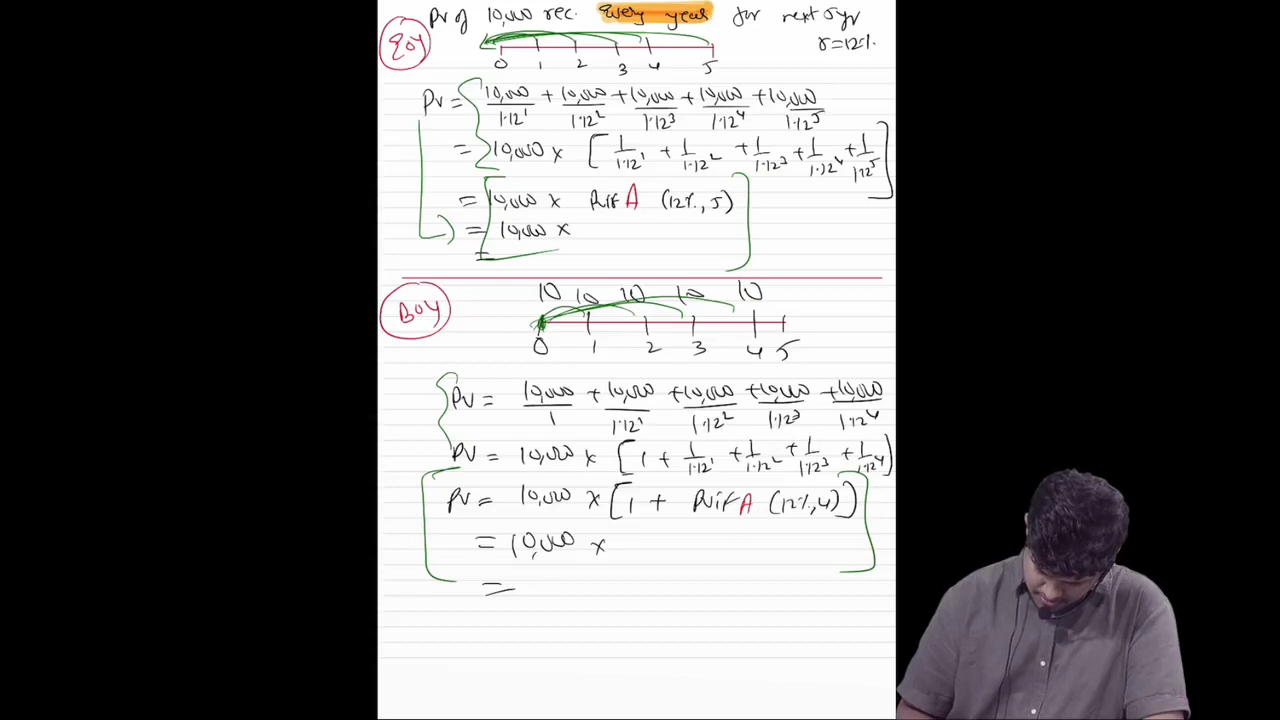 PV of 10,000 rec. Every year for next 5 yr
r=12%.
EOY
0 1 2 3 4 5
PV = 10,000/1.12¹ + 10,000/1.12² + 10,000/1.12³ + 10,000/1.12⁴ + 10,000/1.12⁵
= 10,000 × [ 1/1.12¹ + 1/1.12² + 1/1.12³ + 1/1.12⁴ + 1/1.12⁵ ]
= 10,000 × PVIFA (12%, 5)
= 10,000 ×
=
10 10 10 10 10
BOY
0 1 2 3 4 5
PV = 10,000/1 + 10,000/1.12¹ + 10,000/1.12² + 10,000/1.12³ + 10,000/1.12⁴
PV = 10,000 × [ 1 + 1/1.12¹ + 1/1.12² + 1/1.12³ + 1/1.12⁴ ]
PV = 10,000 × [ 1 + PVIFA (12%, 4) ]
= 10,000 ×
=